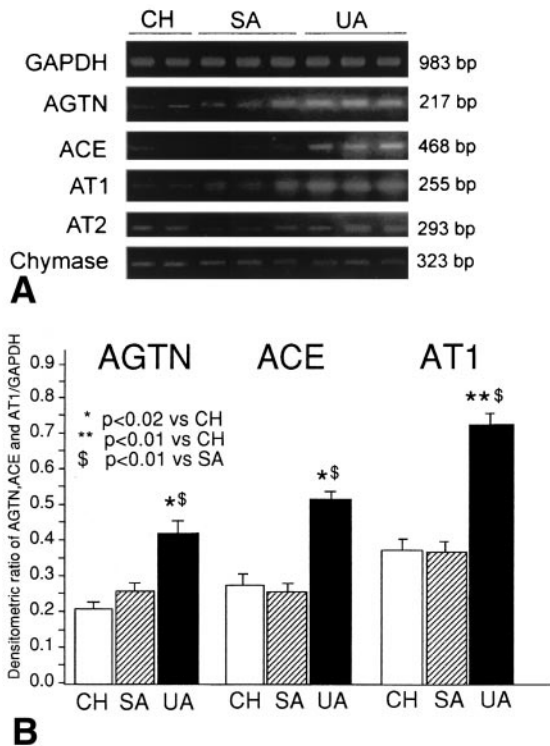 CH SA UA
GAPDH 983 bp
AGTN 217 bp
ACE 468 bp
AT1 255 bp
AT2 293 bp
Chymase 323 bp
A
Densitometric ratio of AGTN,ACE and AT1/GAPDH
0.9
0.8
0.7
0.6
0.5
0.4
0.3
0.2
0.1
0.0
AGTN ACE AT1
* p<0.02 vs CH
** p<0.01 vs CH
$ p<0.01 vs SA
*$ *$ **$
CH SA UA CH SA UA CH SA UA
B